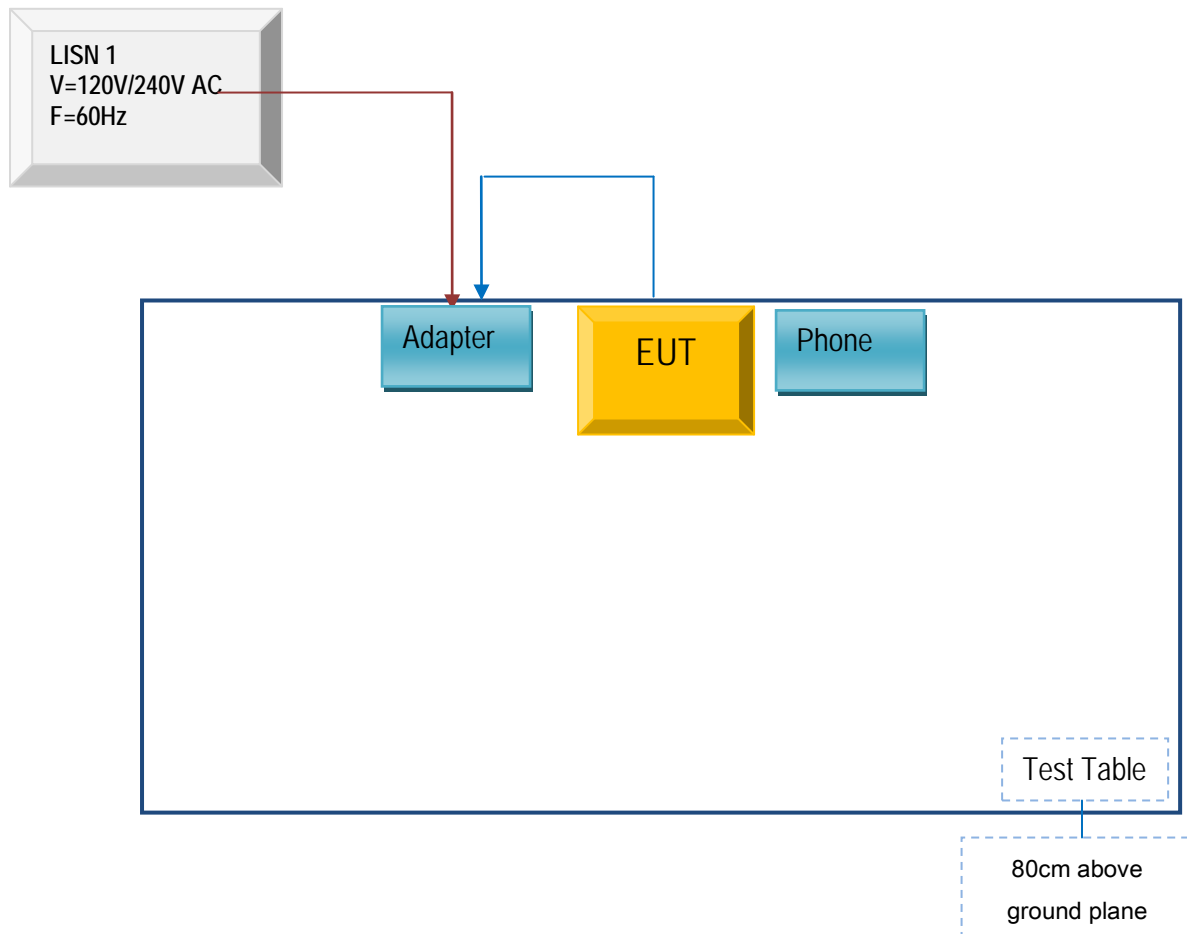 LISN 1
V=120V/240V AC
F=60Hz
Adapter
EUT
Phone
Test Table
80cm above
ground plane